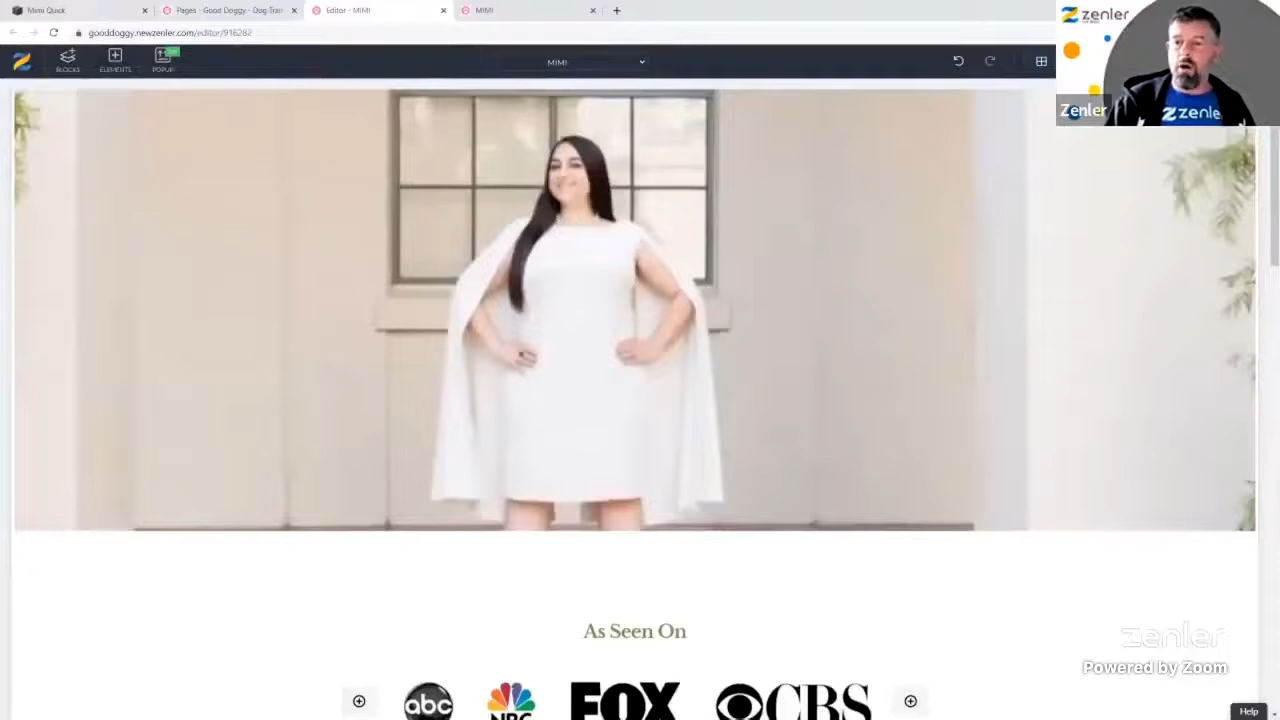 Mimi Quick
Pages - Good Doggy - Dog Trai
Editor - MIMI
MIMI
gooddoggy.newzenler.com/editor/916282
BLOCKS
ELEMENTS
POPUP
MIMI
zenler
Zenler
zenle
As Seen On
abc
NBC
FOX
CBS
zenler
Powered by Zoom
Help